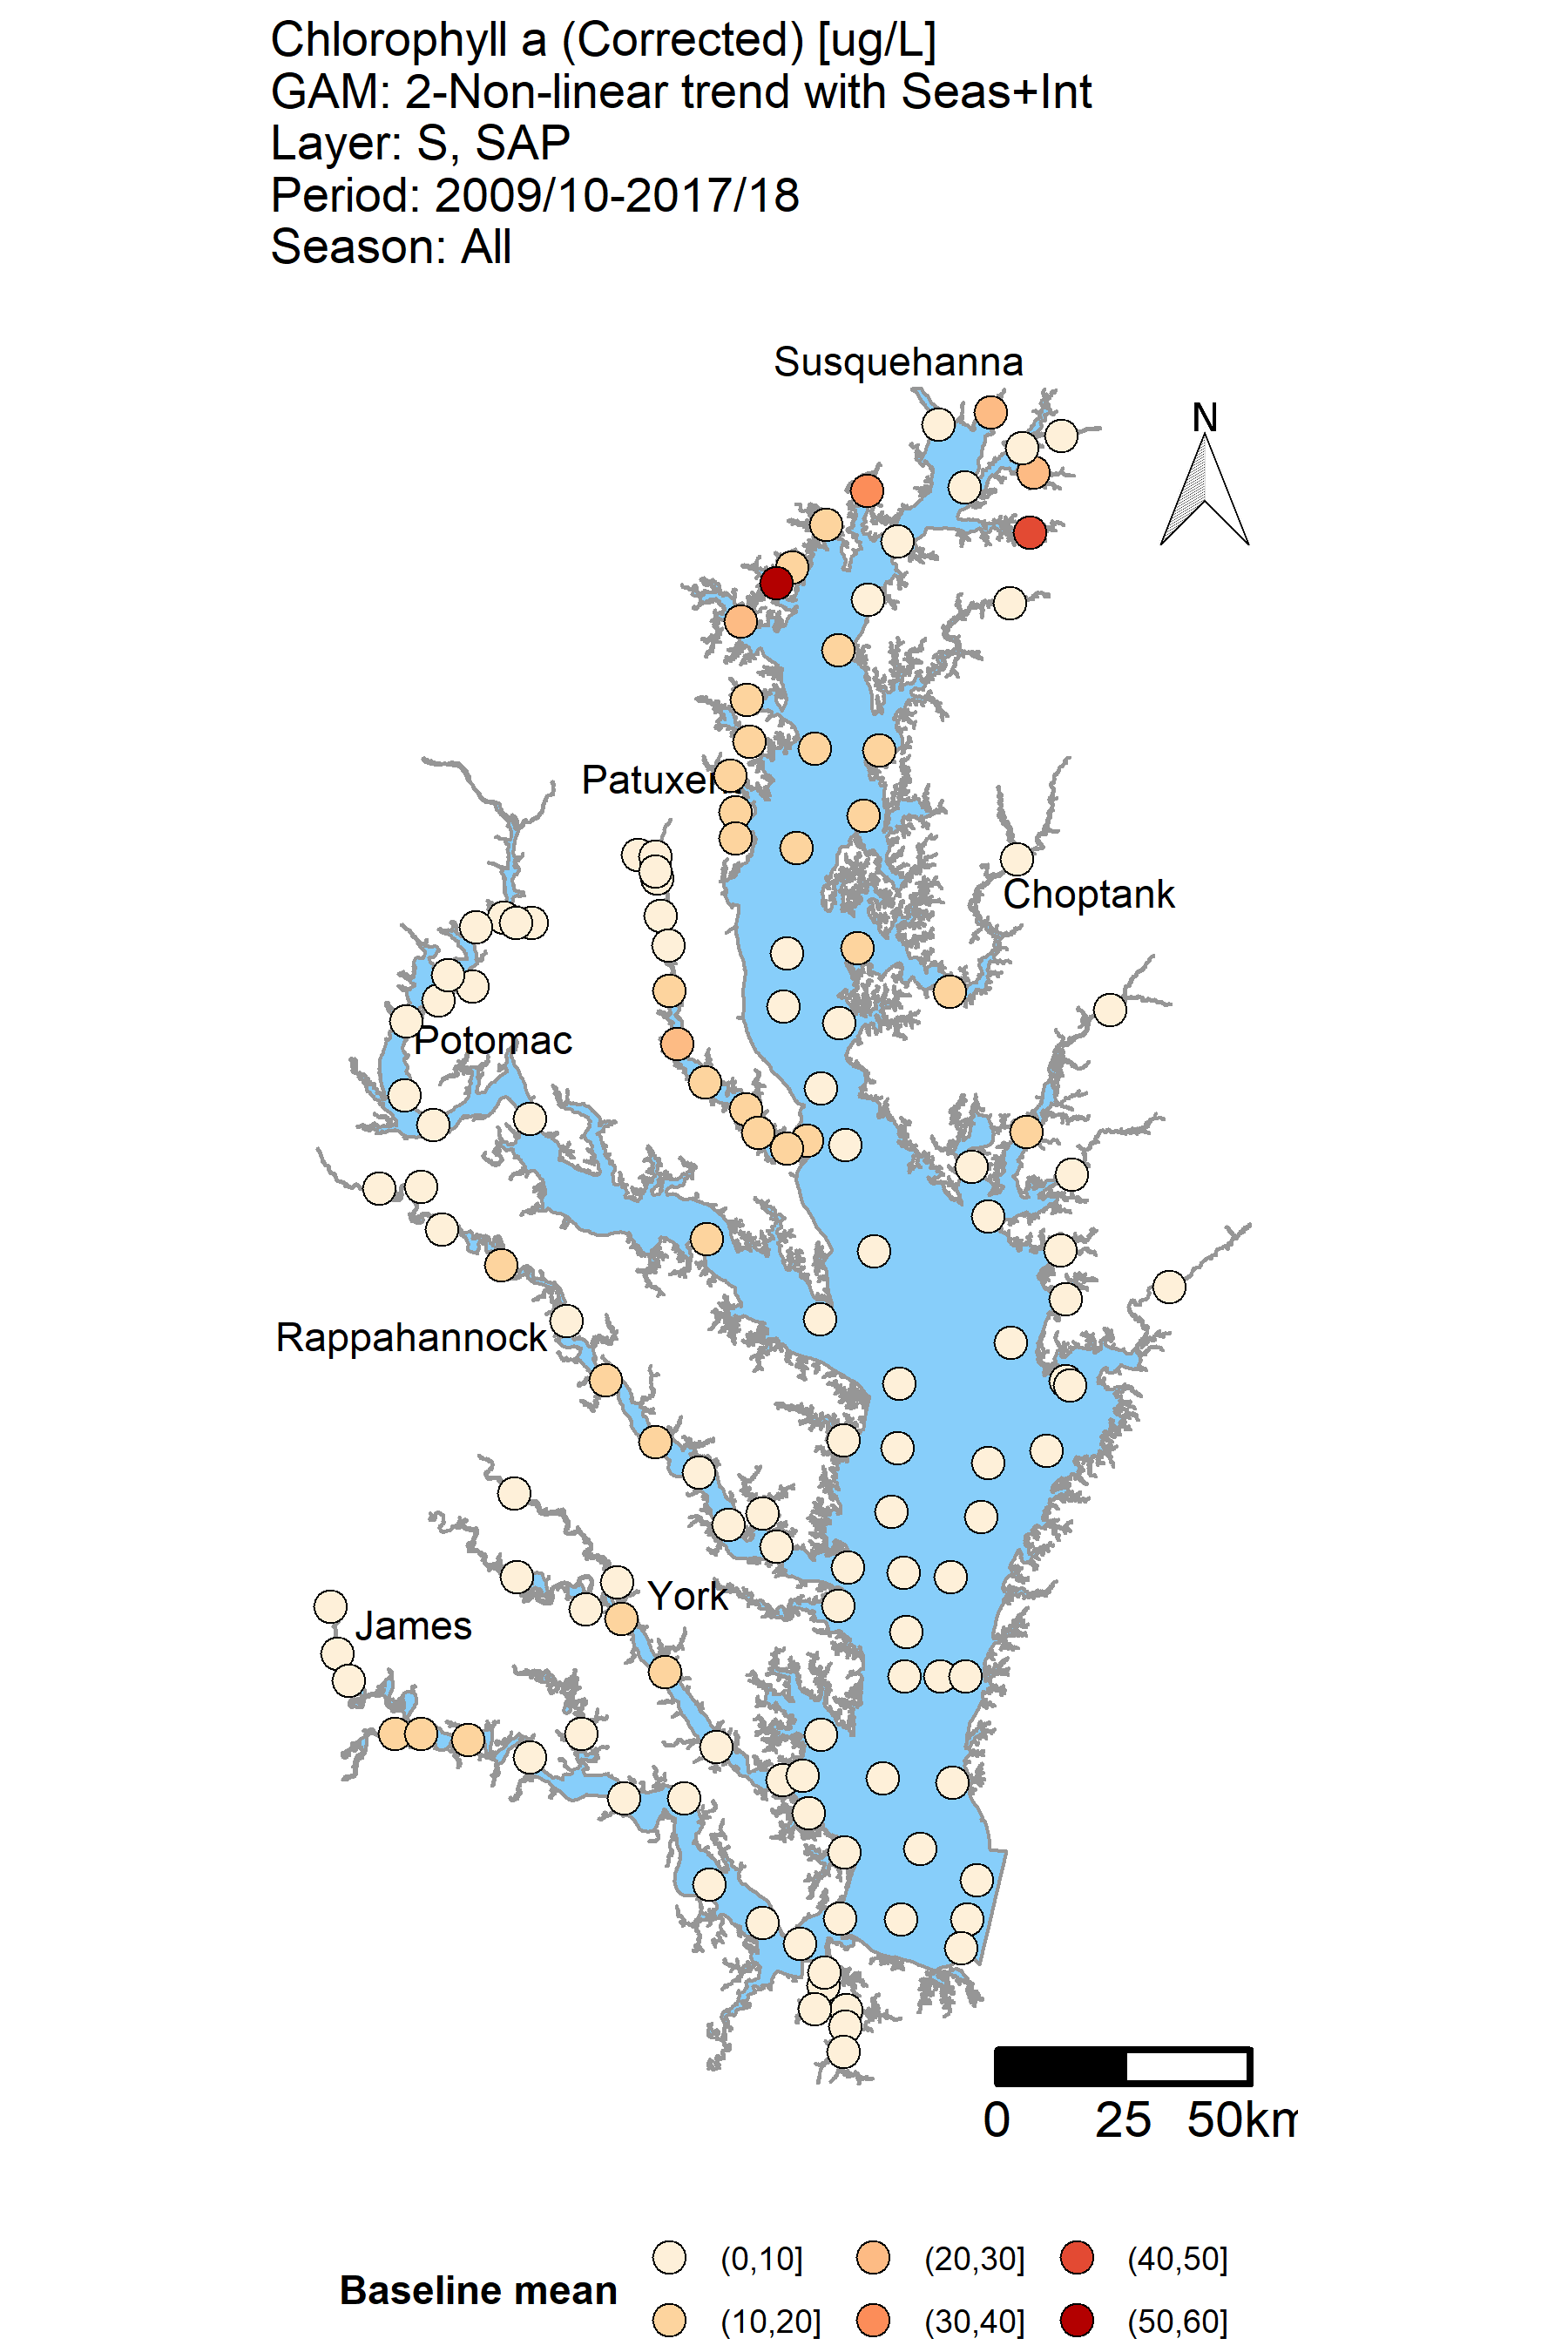 Chlorophyll a (Corrected) [ug/L]
GAM: 2-Non-linear trend with Seas+Int
Layer: S, SAP
Period: 2009/10-2017/18
Season: All
Susquehanna
N
Patuxen
Choptank
Potomac
Rappahannock
York
James
0 25 50km
Baseline mean
(0,10] (20,30] (40,50]
(10,20] (30,40] (50,60]